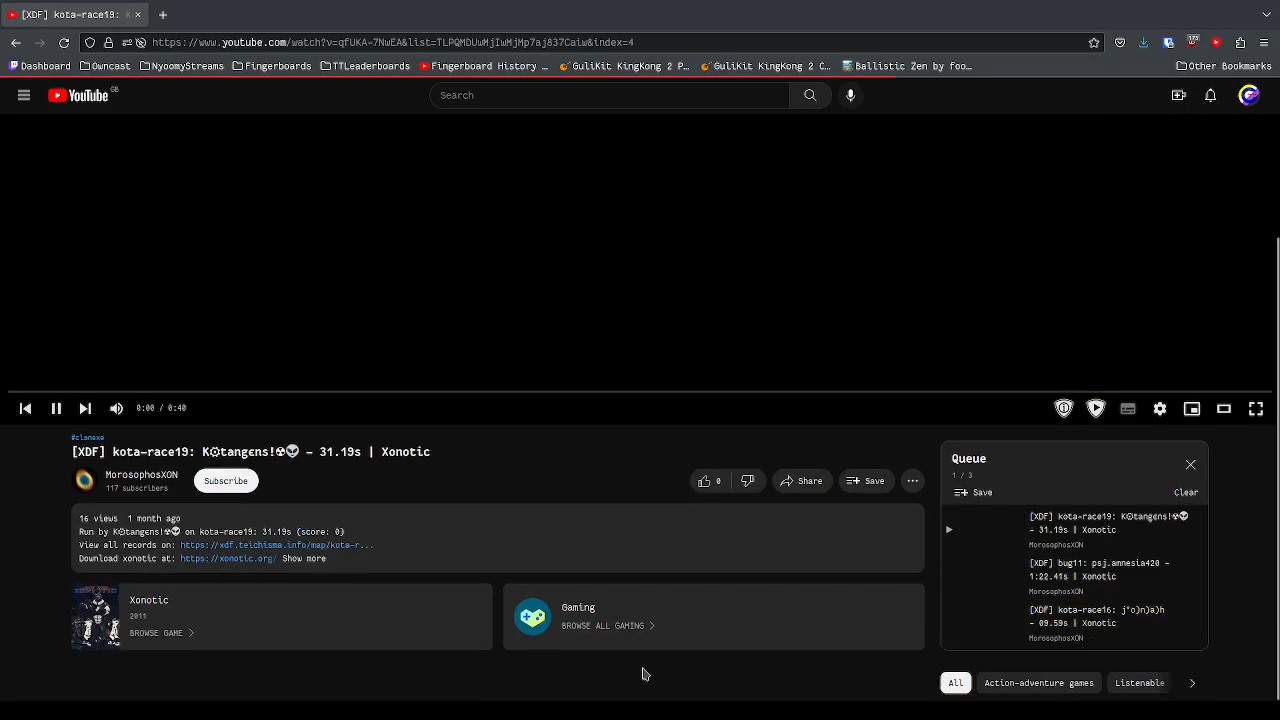 [XDF] kota-race19: K
https://www.youtube.com/watch?v=qfUKA-7NwEA&list=TLPQMDUwMjIwMjMp7aj837Caiw&index=4
123
Dashboard
Owncast
NyoomyStreams
Fingerboards
TTLeaderboards
Fingerboard History ...
GuliKit KingKong 2 P...
GuliKit KingKong 2 C...
Ballistic Zen by foo...
Other Bookmarks
YouTube GB
Search
0:00 / 0:40
#clanexe
[XDF] kota-race19: K⚙tangens!☢👽 – 31.19s | Xonotic
MorosophosXON
117 subscribers
Subscribe
0
Share
Save
16 views 1 month ago
Run by K⚙tangens!☢👽 on kota-race19: 31.19s (score: 0)
View all records on: https://xdf.teichisma.info/map/kota-r...
Download xonotic at: https://xonotic.org/ Show more
Xonotic
2011
BROWSE GAME
Gaming
BROWSE ALL GAMING
Queue
1 / 3
Save
Clear
[XDF] kota-race19: K⚙tangens!☢👽
– 31.19s | Xonotic
MorosophosXON
[XDF] bug11: psj.amnesia420 –
1:22.41s | Xonotic
MorosophosXON
[XDF] kota-race16: j°o)n)a)h
– 09.59s | Xonotic
MorosophosXON
All
Action-adventure games
Listenable